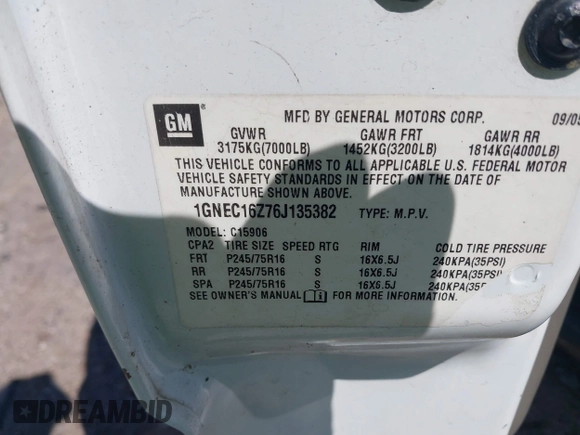 GM
®
MFD BY GENERAL MOTORS CORP. 09/05
GVWR GAWR FRT GAWR RR
3175KG(7000LB) 1452KG(3200LB) 1814KG(4000LB)
THIS VEHICLE CONFORMS TO ALL APPLICABLE U.S. FEDERAL MOTOR
VEHICLE SAFETY STANDARDS IN EFFECT ON THE DATE OF
MANUFACTURE SHOWN ABOVE.
1GNEC16Z76J135382 TYPE: M.P.V.
MODEL: C15906
CPA2 TIRE SIZE SPEED RTG RIM COLD TIRE PRESSURE
FRT P245/75R16 S 16X6.5J 240KPA(35PSI)
RR P245/75R16 S 16X6.5J 240KPA(35PSI)
SPA P245/75R16 S 16X6.5J 240KPA(35P
SEE OWNER'S MANUAL FOR MORE INFORMATION.
DREAMBID